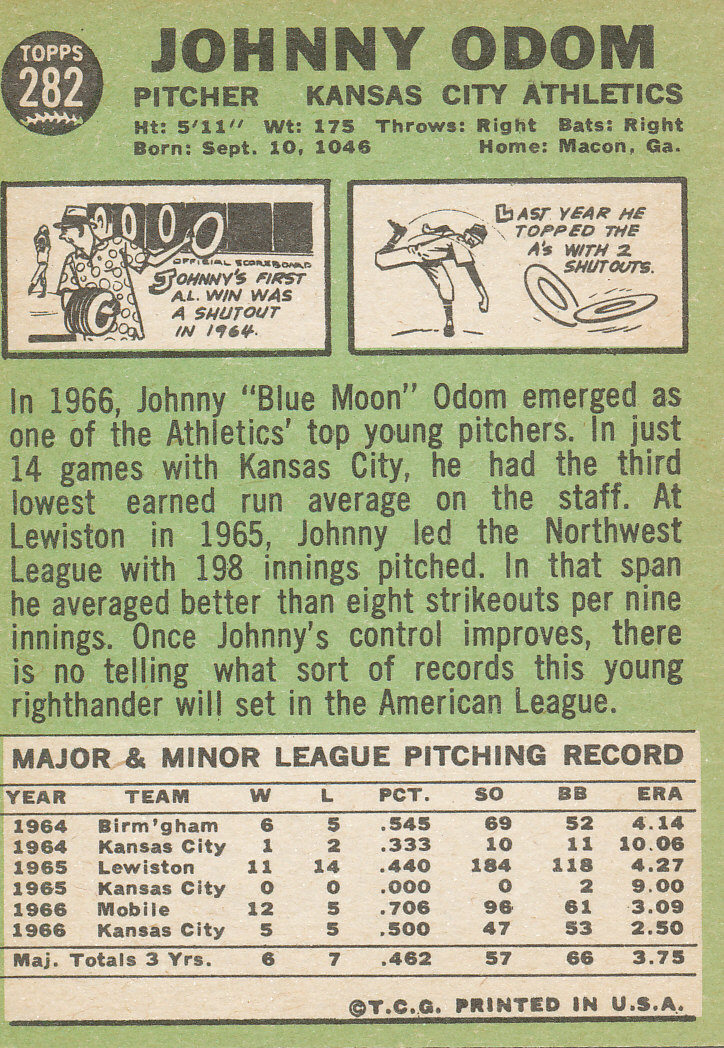 TOPPS
282
JOHNNY ODOM
PITCHER KANSAS CITY ATHLETICS
Ht: 5'11" Wt: 175 Throws: Right Bats: Right
Born: Sept. 10, 1046 Home: Macon, Ga.
0 0 0 0
OFFICIAL SCOREBOARD
JOHNNY'S FIRST
A.L. WIN WAS
A SHUTOUT
IN 1964.
LAST YEAR HE
TOPPED THE
A'S WITH 2
SHUTOUTS.
In 1966, Johnny "Blue Moon" Odom emerged as
one of the Athletics' top young pitchers. In just
14 games with Kansas City, he had the third
lowest earned run average on the staff. At
Lewiston in 1965, Johnny led the Northwest
League with 198 innings pitched. In that span
he averaged better than eight strikeouts per nine
innings. Once Johnny's control improves, there
is no telling what sort of records this young
righthander will set in the American League.
MAJOR & MINOR LEAGUE PITCHING RECORD
YEAR TEAM W L PCT. SO BB ERA
1964 Birm'gham 6 5 .545 69 52 4.14
1964 Kansas City 1 2 .333 10 11 10.06
1965 Lewiston 11 14 .440 184 118 4.27
1965 Kansas City 0 0 .000 0 2 9.00
1966 Mobile 12 5 .706 96 61 3.09
1966 Kansas City 5 5 .500 47 53 2.50
Maj. Totals 3 Yrs. 6 7 .462 57 66 3.75
©T.C.G. PRINTED IN U.S.A.